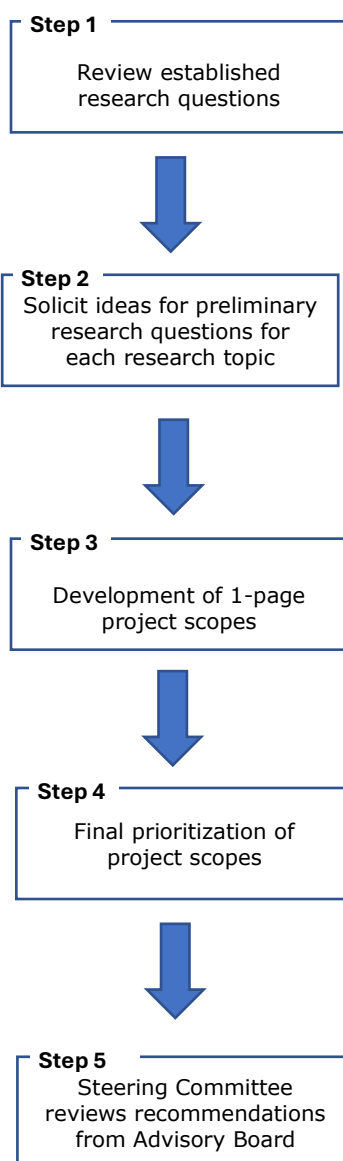 Step 1
Review established
research questions
Step 2
Solicit ideas for preliminary
research questions for
each research topic
Step 3
Development of 1-page
project scopes
Step 4
Final prioritization of
project scopes
Step 5
Steering Committee
reviews recommendations
from Advisory Board